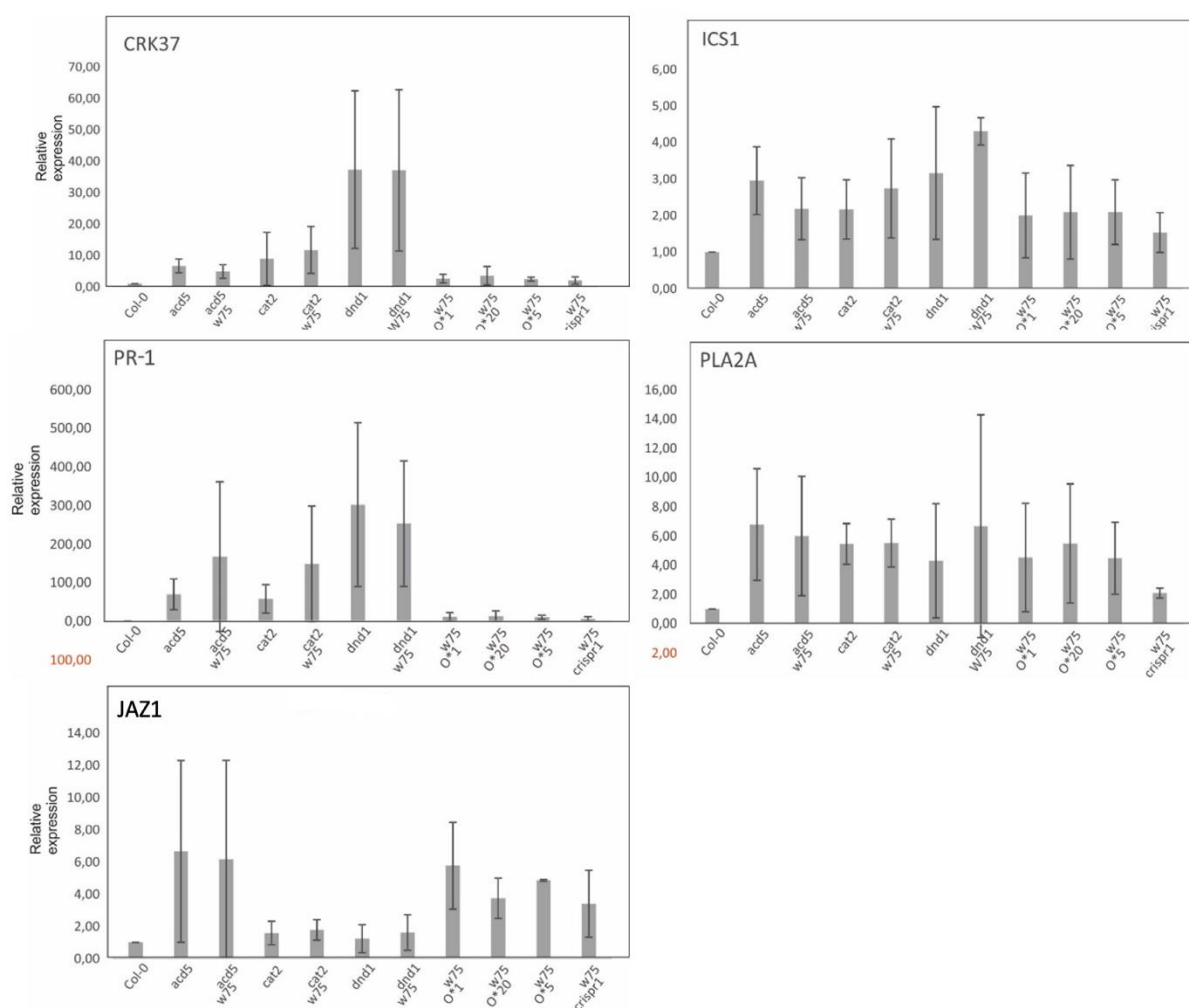 CRK37
Relative
expression
70,00
60,00
50,00
40,00
30,00
20,00
10,00
0,00
Col-0
acd5
acd5
w75
cat2
cat2
w75
dnd1
dnd1
W75
w75
O*1
w75
O*20
w75
O*5
w75
crispr1
ICS1
6,00
5,00
4,00
3,00
2,00
1,00
0,00
Col-0
acd5
acd5
w75
cat2
cat2
w75
dnd1
dnd1
W75
w75
O*1
w75
O*20
w75
O*5
w75
crispr1
PR-1
Relative
expression
600,00
500,00
400,00
300,00
200,00
100,00
0,00
100,00
Col-0
acd5
acd5
w75
cat2
cat2
w75
dnd1
dnd1
w75
w75
O*1
w75
O*20
w75
O*5
w75
crispr1
PLA2A
16,00
14,00
12,00
10,00
8,00
6,00
4,00
2,00
0,00
2,00
Col-0
acd5
acd5
w75
cat2
cat2
w75
dnd1
dnd1
W75
w75
O*1
w75
O*20
w75
O*5
w75
crispr1
JAZ1
Relative
expression
14,00
12,00
10,00
8,00
6,00
4,00
2,00
0,00
Col-0
acd5
acd5
w75
cat2
cat2
w75
dnd1
dnd1
w75
w75
O*1
w75
O*20
w75
O*5
w75
crispr1